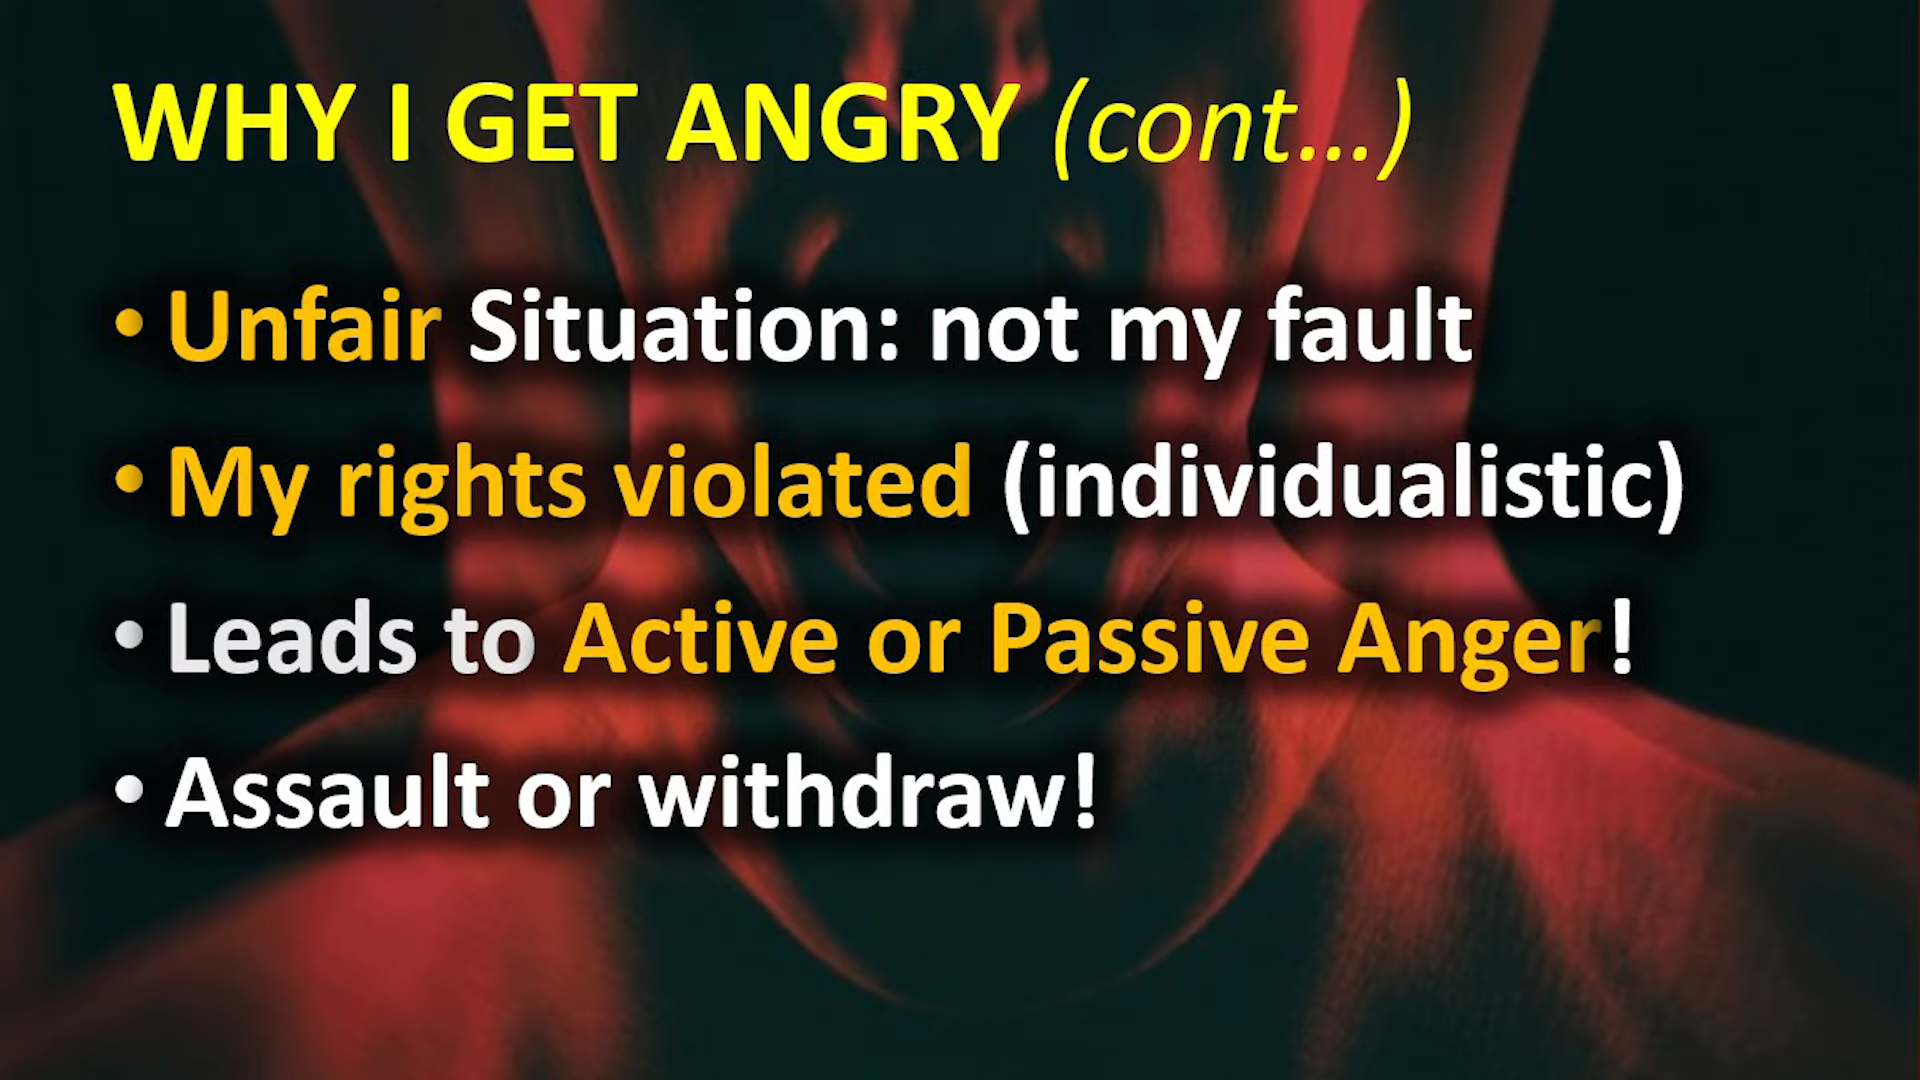 WHY I GET ANGRY (cont...)
• Unfair Situation: not my fault
• My rights violated (individualistic)
• Leads to Active or Passive Anger!
• Assault or withdraw!